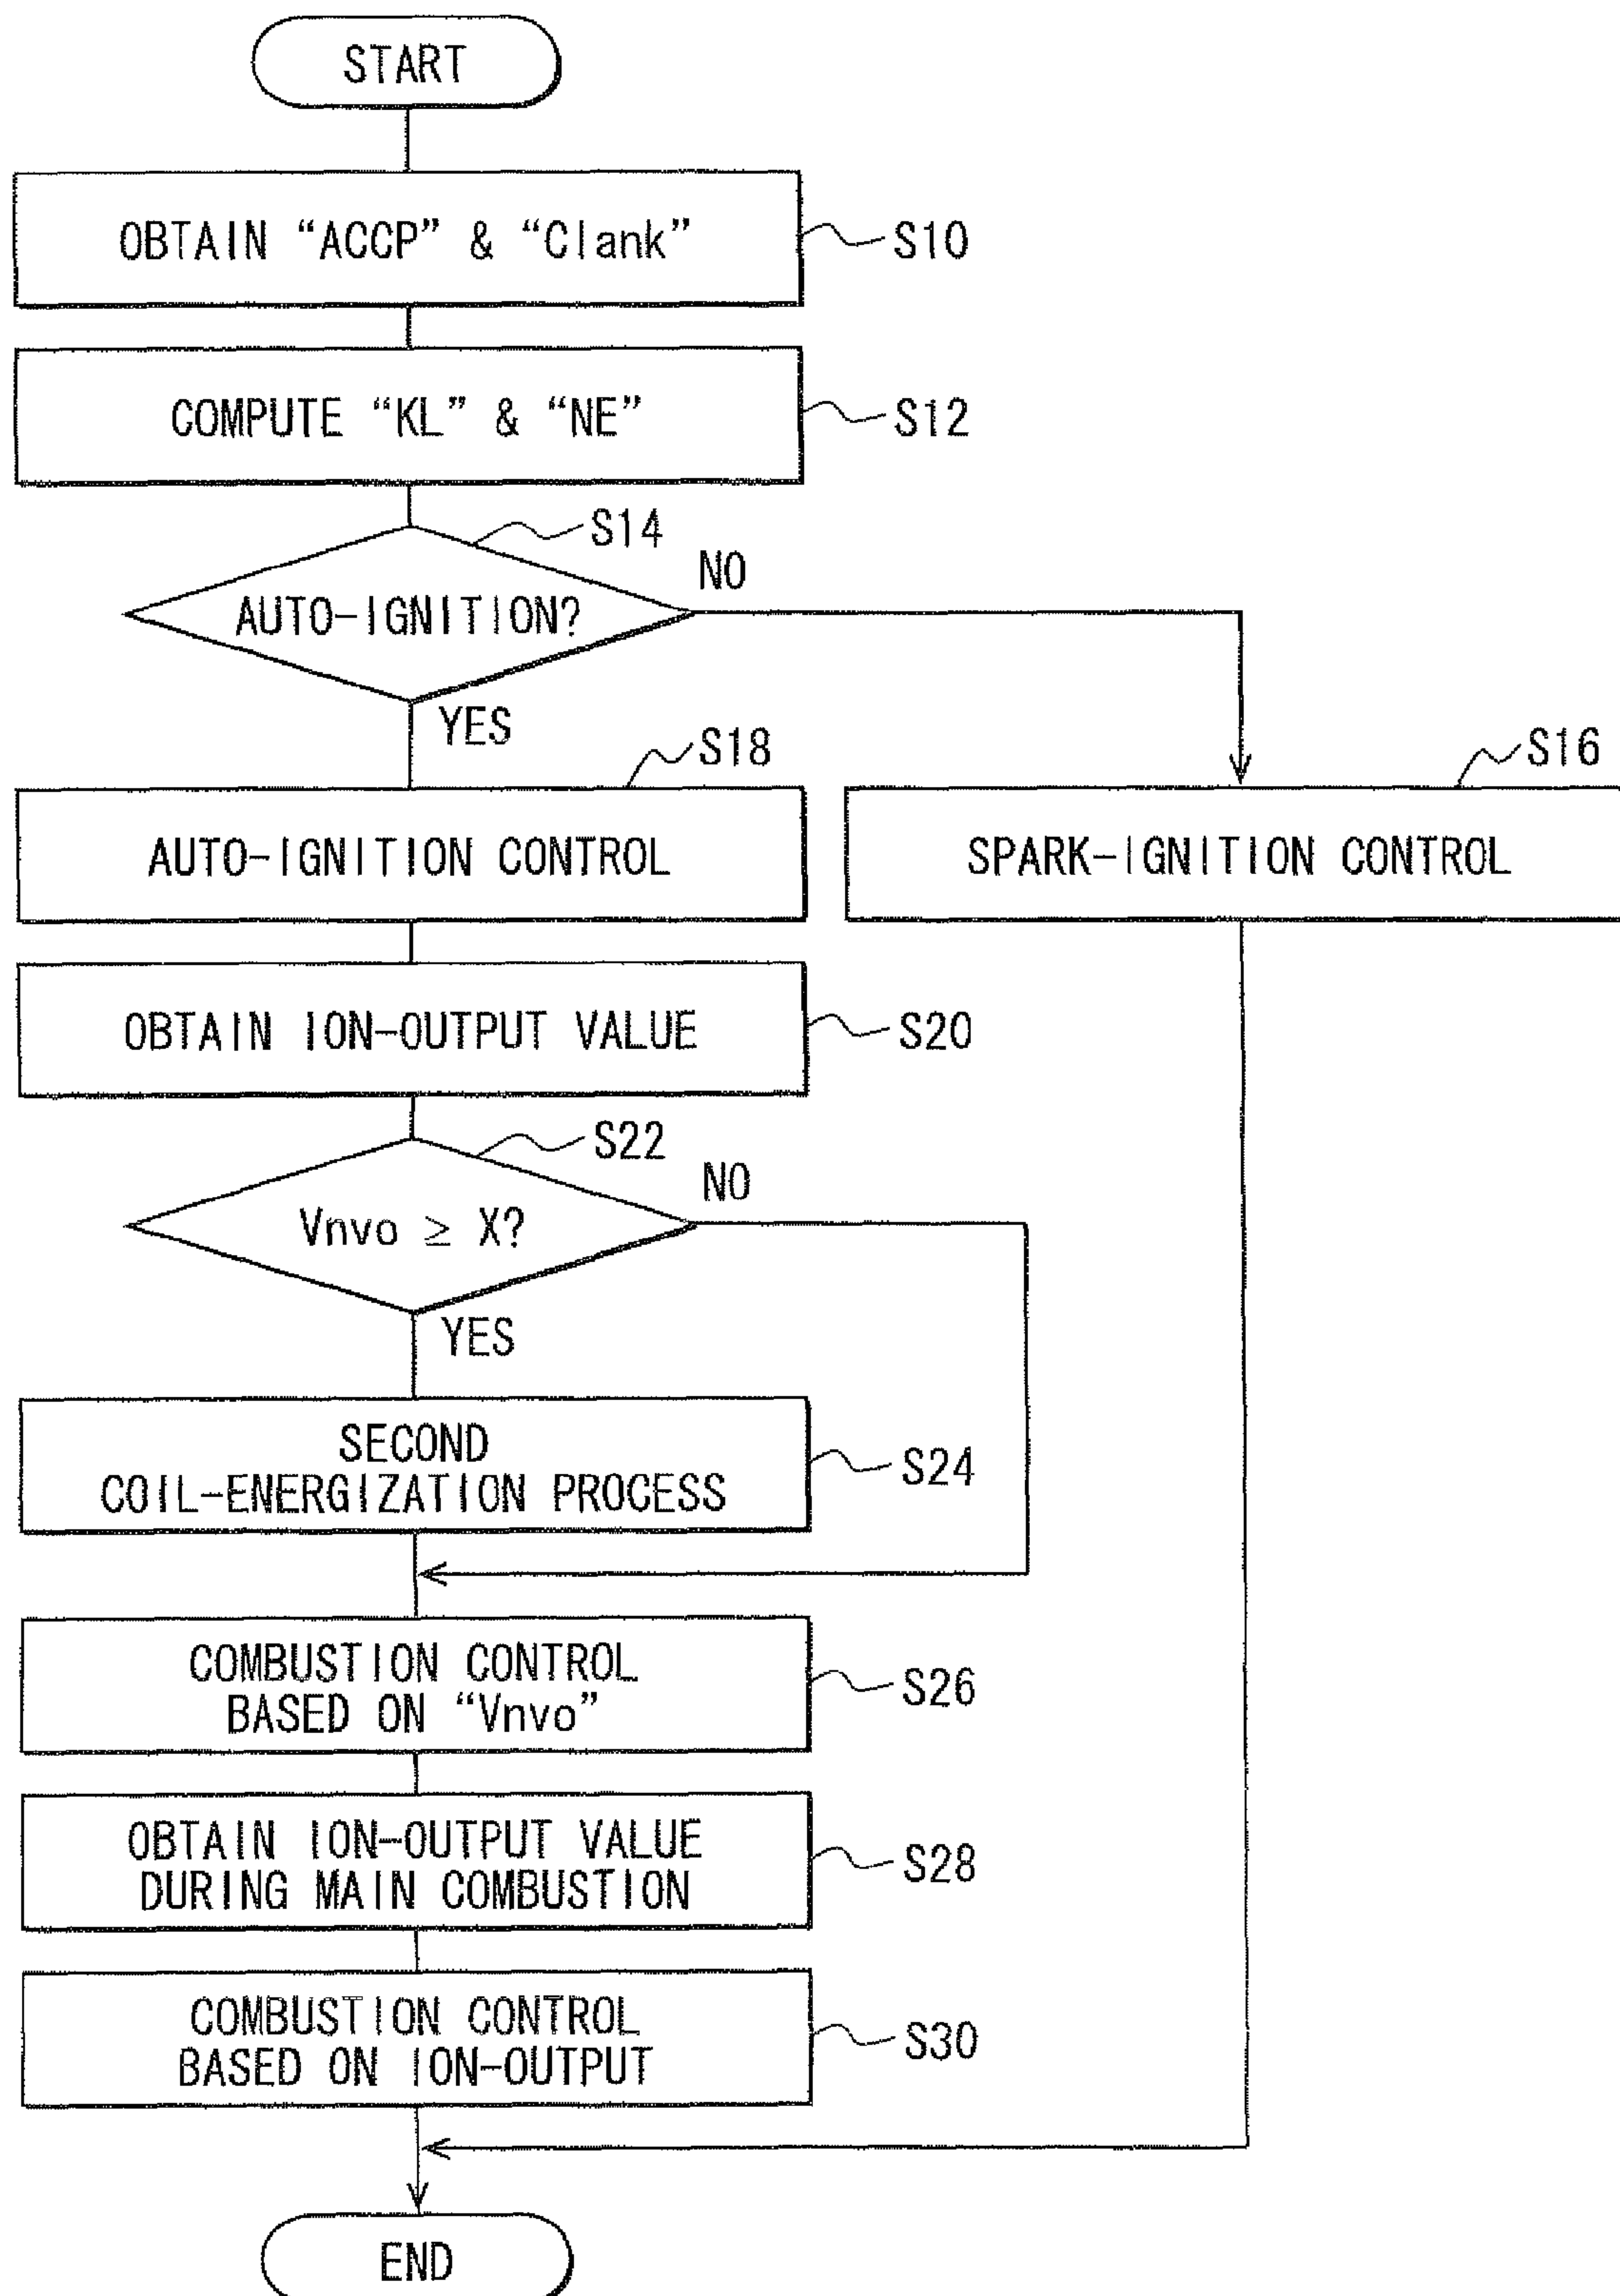 START
OBTAIN “ACCP” & “Clank”
S10
COMPUTE “KL” & “NE”
S12
S14
NO
AUTO-IGNITION?
YES
S18
S16
AUTO-IGNITION CONTROL
SPARK-IGNITION CONTROL
OBTAIN ION-OUTPUT VALUE
S20
S22
NO
Vnvo ≥ X?
YES
SECOND
COIL-ENERGIZATION PROCESS
S24
COMBUSTION CONTROL
BASED ON “Vnvo”
S26
OBTAIN ION-OUTPUT VALUE
DURING MAIN COMBUSTION
S28
COMBUSTION CONTROL
BASED ON ION-OUTPUT
S30
END